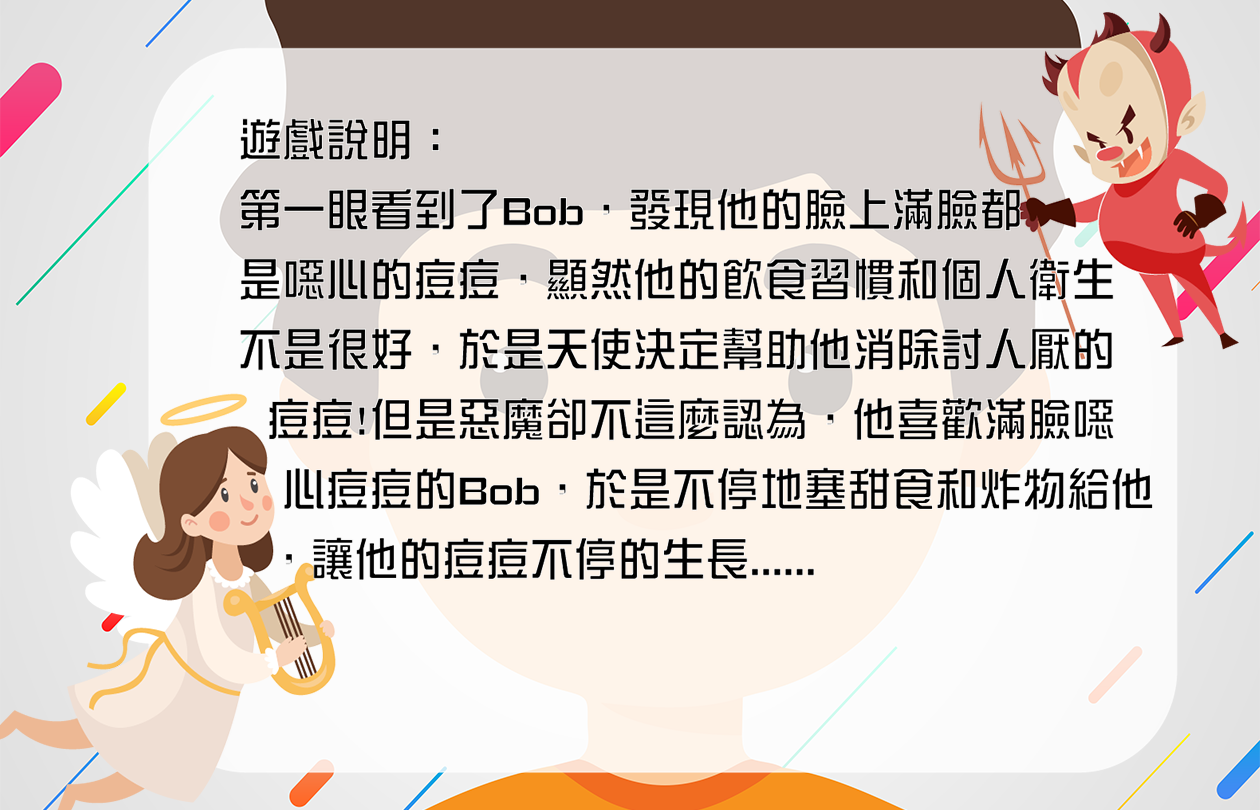 遊戲說明：
第一眼看到了Bob，發現他的臉上滿臉都
是噁心的痘痘，顯然他的飲食習慣和個人衛生
不是很好，於是天使決定幫助他消除討人厭的
痘痘!但是惡魔卻不這麼認為，他喜歡滿臉噁
心痘痘的Bob，於是不停地塞甜食和炸物給他
，讓他的痘痘不停的生長......